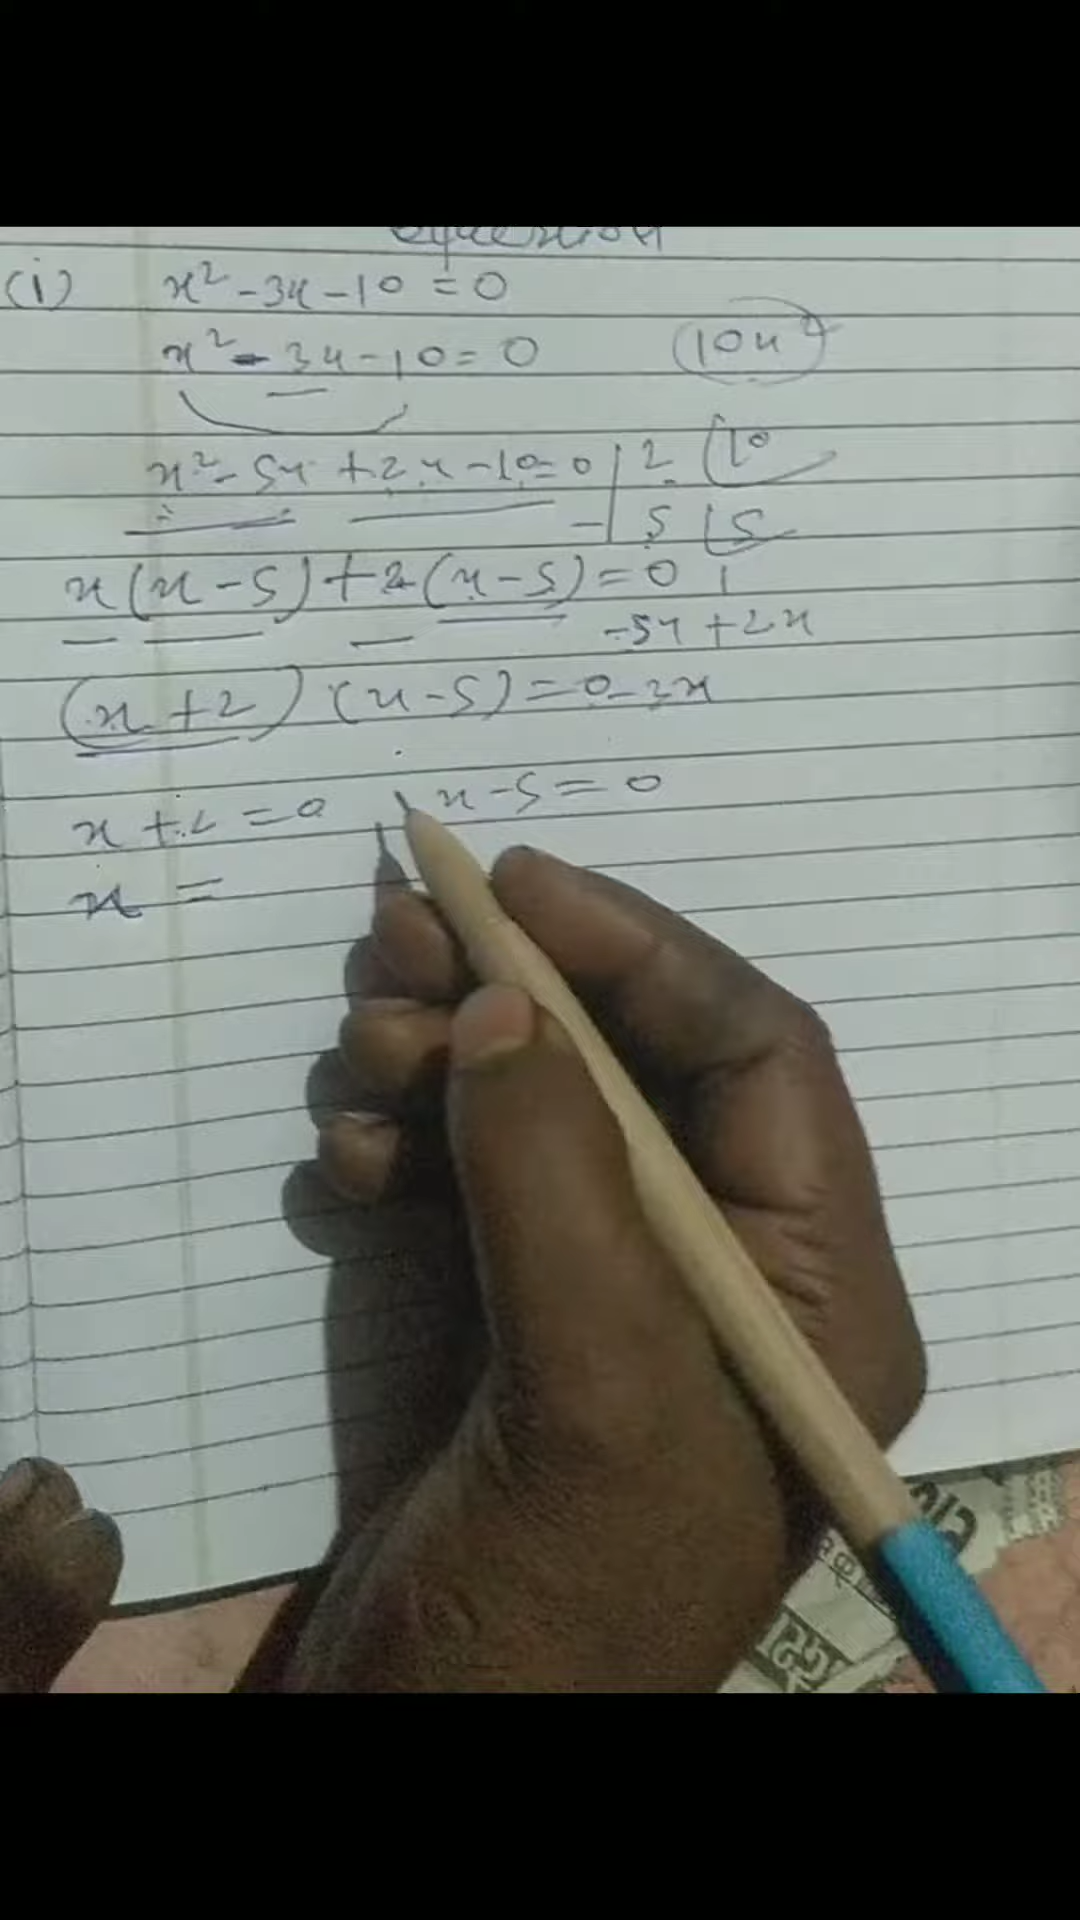 (i) x² - 3x - 10 = 0
x² - 3x - 10 = 0 10x²
x² - 5x + 2x - 10 = 0 2 10
- 5 5
x(x - 5) + 2(x - 5) = 0 1
-5x + 2x
(x + 2) (x - 5) = 0 -3x
x + 2 = 0 x - 5 = 0
x =